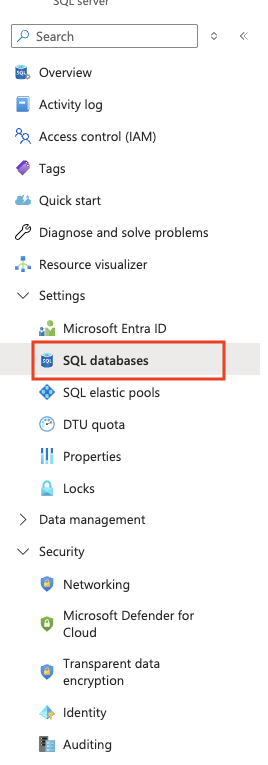 SQL server
Search
Overview
Activity log
Access control (IAM)
Tags
Quick start
Diagnose and solve problems
Resource visualizer
Settings
Microsoft Entra ID
SQL databases
SQL elastic pools
DTU quota
Properties
Locks
Data management
Security
Networking
Microsoft Defender for
Cloud
Transparent data
encryption
Identity
Auditing